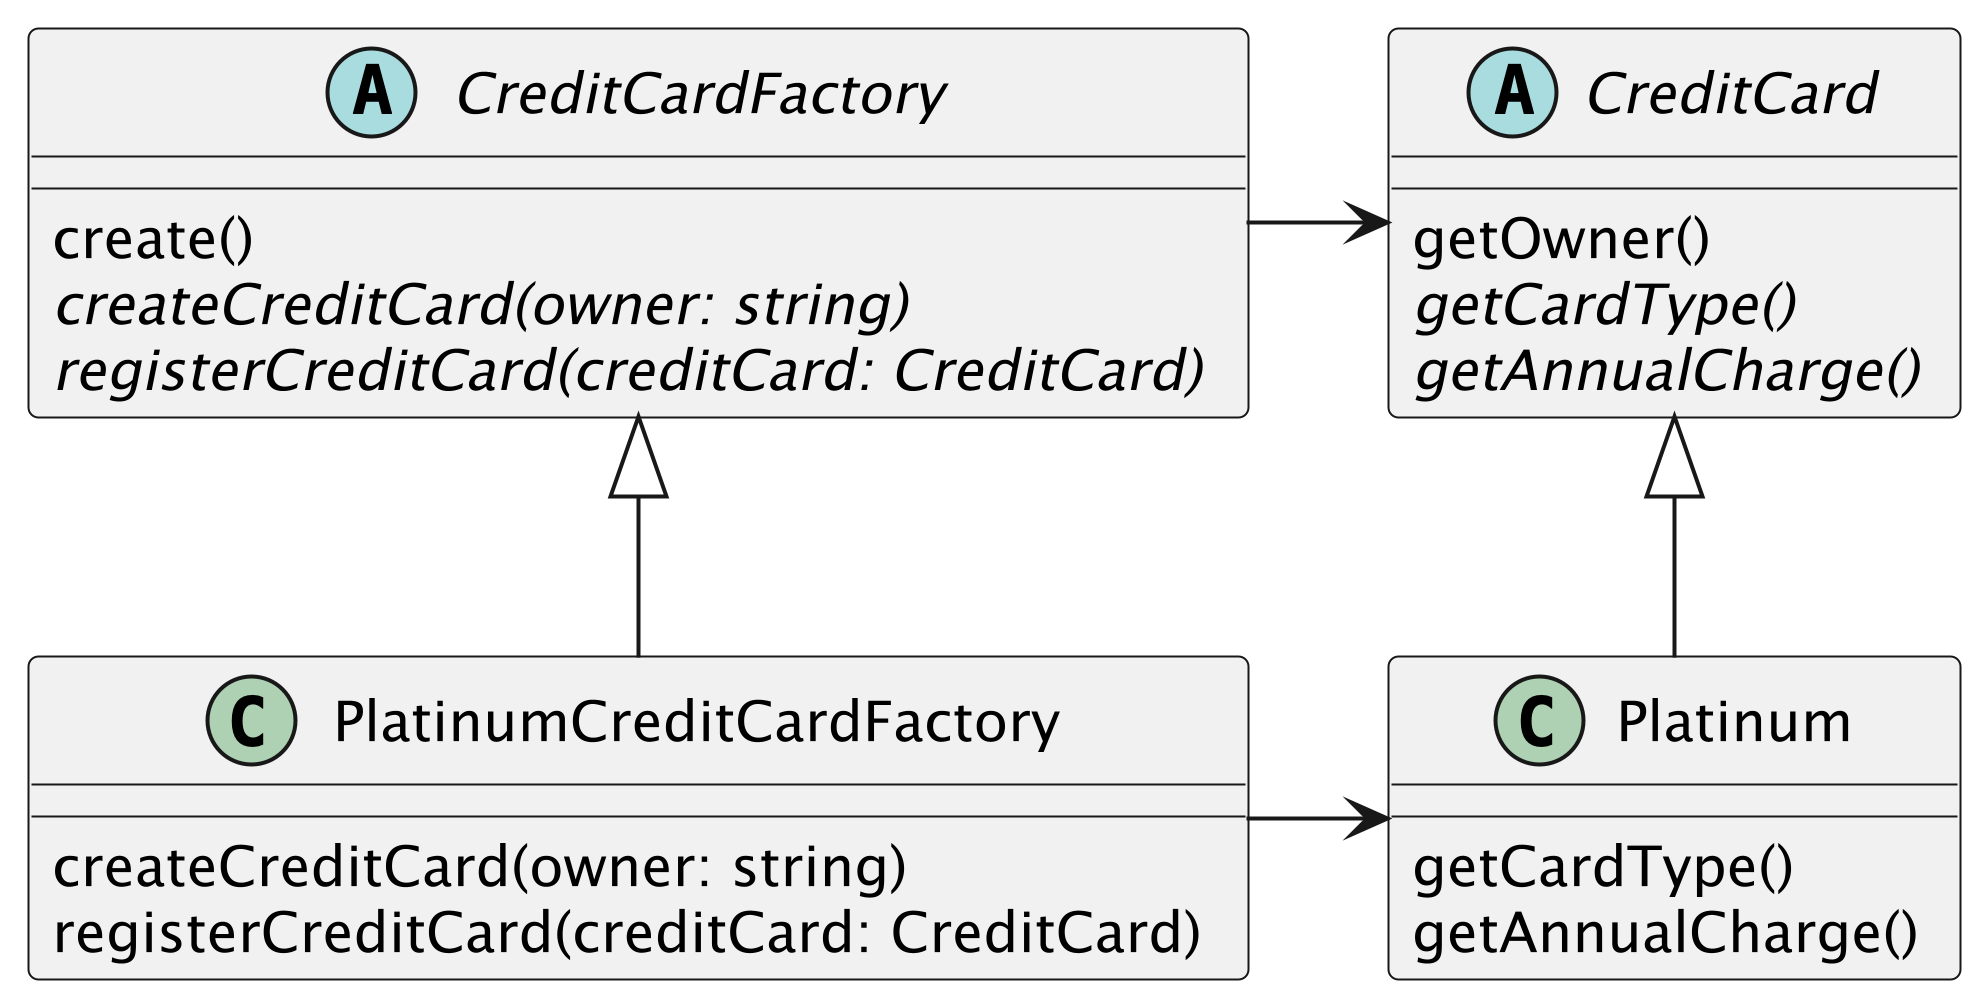 A CreditCardFactory
create()
createCreditCard(owner: string)
registerCreditCard(creditCard: CreditCard)
A CreditCard
getOwner()
getCardType()
getAnnualCharge()
C PlatinumCreditCardFactory
createCreditCard(owner: string)
registerCreditCard(creditCard: CreditCard)
C Platinum
getCardType()
getAnnualCharge()